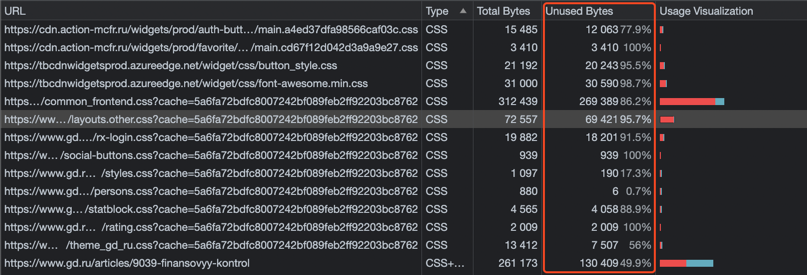 URL Type Total Bytes Unused Bytes Usage Visualization
https://cdn.action-mcfr.ru/widgets/prod/auth-butt… /main.a4ed37dfa98566caf03c.css CSS 15 485 12 063 77.9%
https://cdn.action-mcfr.ru/widgets/prod/favorite/… /main.cd67f12d042d3a9a9e27.css CSS 3 410 3 410 100%
https://tbcdnwidgetsprod.azureedge.net/widget/css/button_style.css CSS 21 192 20 243 95.5%
https://tbcdnwidgetsprod.azureedge.net/widget/css/font-awesome.min.css CSS 31 000 30 590 98.7%
https… /common_frontend.css?cache=5a6fa72bdfc8007242bf089feb2ff92203bc8762 CSS 312 439 269 389 86.2%
https://ww… /layouts.other.css?cache=5a6fa72bdfc8007242bf089feb2ff92203bc8762 CSS 72 557 69 421 95.7%
https://www.gd.… /rx-login.css?cache=5a6fa72bdfc8007242bf089feb2ff92203bc8762 CSS 19 882 18 201 91.5%
https://w… /social-buttons.css?cache=5a6fa72bdfc8007242bf089feb2ff92203bc8762 CSS 939 939 100%
https://www.gd.r… /styles.css?cache=5a6fa72bdfc8007242bf089feb2ff92203bc8762 CSS 1 097 190 17.3%
https://www.gd… /persons.css?cache=5a6fa72bdfc8007242bf089feb2ff92203bc8762 CSS 880 6 0.7%
https://www.g… /statblock.css?cache=5a6fa72bdfc8007242bf089feb2ff92203bc8762 CSS 4 565 4 058 88.9%
https://www.gd.r… /rating.css?cache=5a6fa72bdfc8007242bf089feb2ff92203bc8762 CSS 2 009 2 009 100%
https://w… /theme_gd_ru.css?cache=5a6fa72bdfc8007242bf089feb2ff92203bc8762 CSS 13 412 7 507 56%
https://www.gd.ru/articles/9039-finansovyy-kontrol CSS+… 261 173 130 409 49.9%